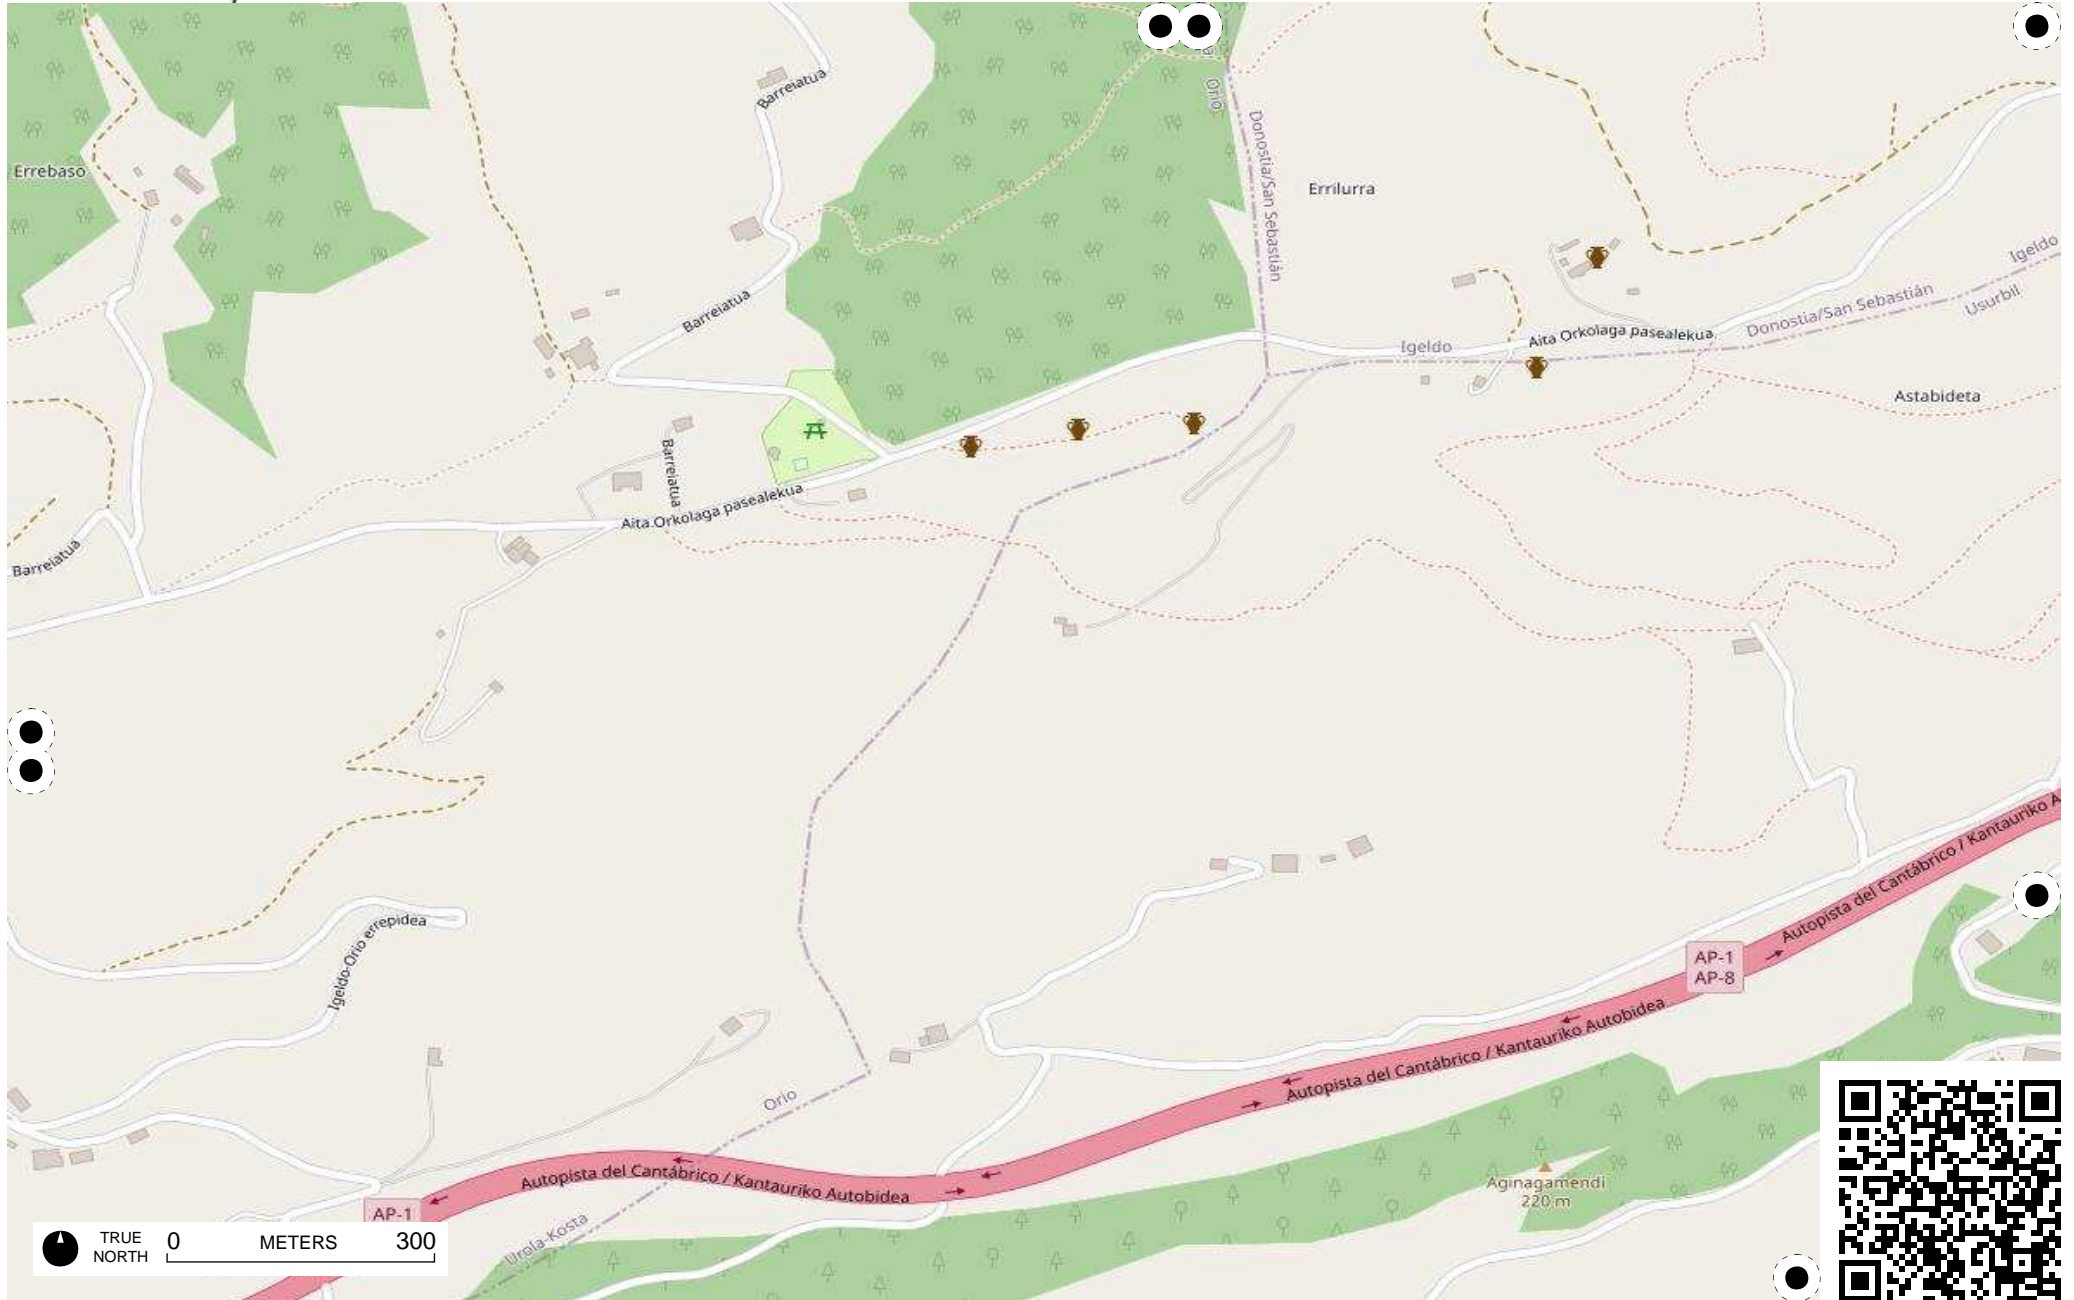 Barreiatua
Orio
Donostia/San Sebastián
Errebaso
Errilurra
Igeldo
Usurbil
Donostia/San Sebastián
Barreiatua
Aita Orkolaga pasealekua
Igeldo
Astabideta
Barreiatua
Aita Orkolaga pasealekua
Barreiatua
Autopista del Cantábrico / Kantauriko A
Igeldo-Orio errepidea
AP-1
AP-8
Autopista del Cantábrico / Kantauriko Autobidea
Orio
Autopista del Cantábrico / Kantauriko Autobidea
Aginagamendi
220 m
AP-1
Urola-Kosta
TRUE
NORTH
0 METERS 300